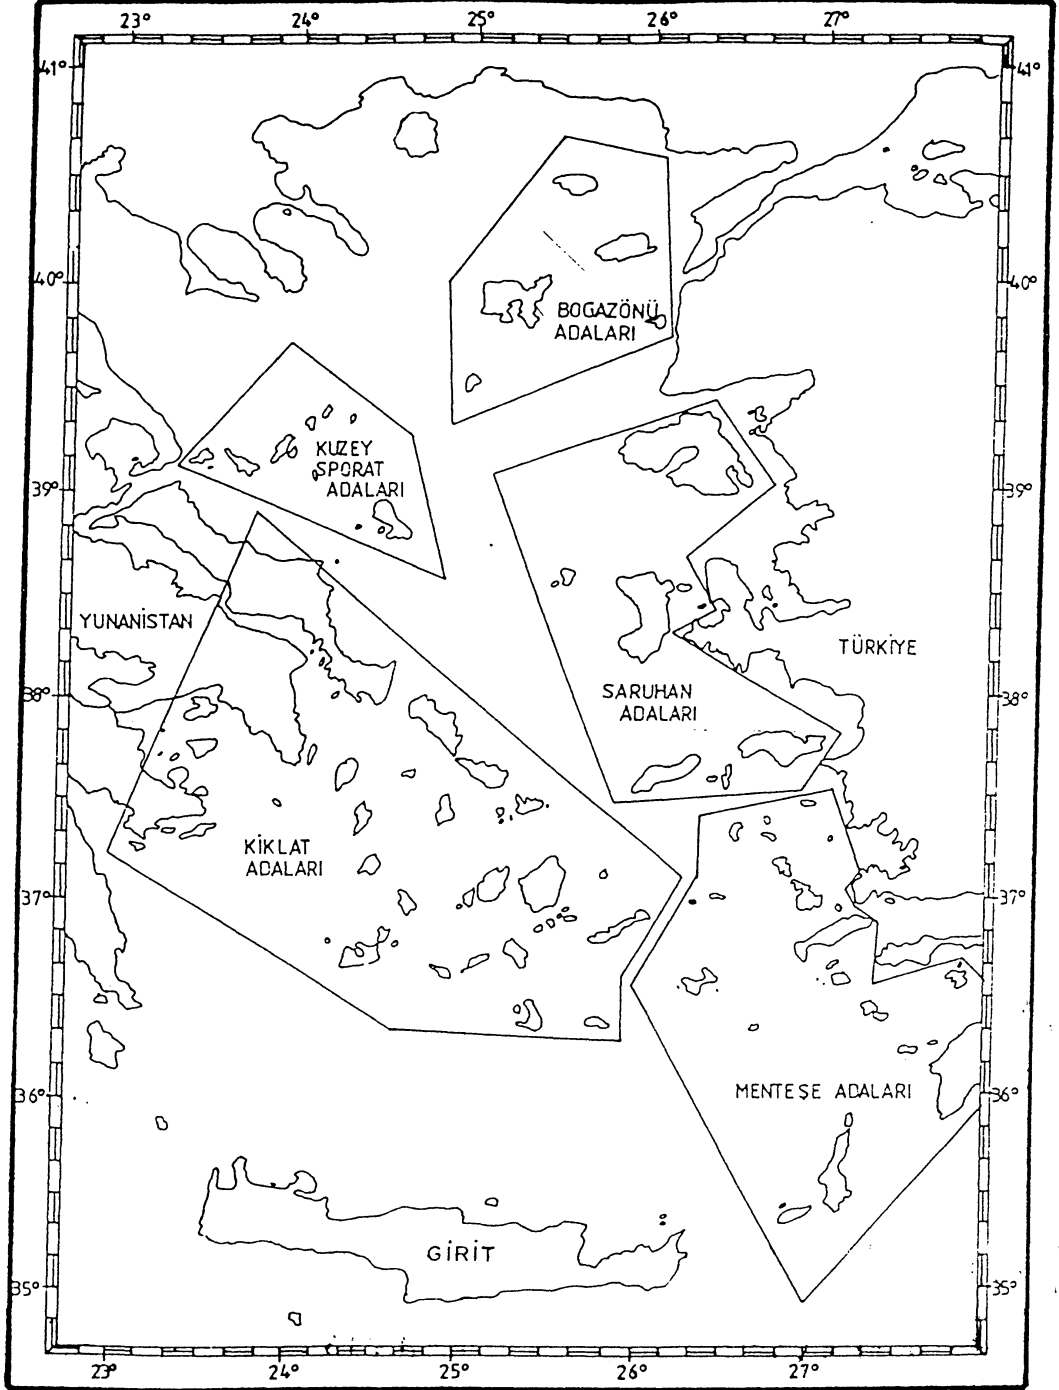 23° 24° 25° 26° 27°
41° 41°
40° 40°
BOGAZÖNÜ
ADALARI
KUZEY
SPORAT
ADALARI
39° 39°
YUNANİSTAN
TÜRKİYE
38° 38°
SARUHAN
ADALARI
KİKLAT
ADALARI
37° 37°
36° 36°
MENTEŞE ADALARI
GİRİT
35° 35°
23° 24° 25° 26° 27°